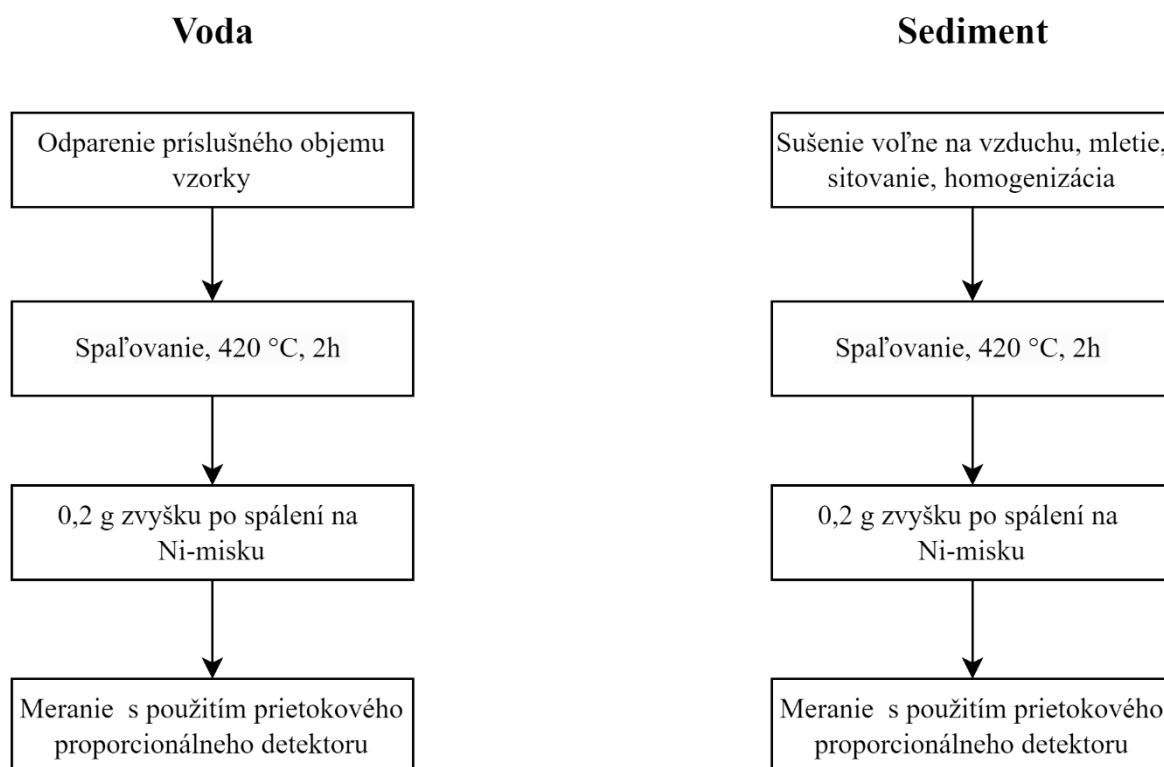 Voda
Odparenie príslušného objemu
vzorky
Spaľovanie, 420 °C, 2h
0,2 g zvyšku po spálení na
Ni-misku
Meranie s použitím prietokového
proporcionálneho detektoru
Sediment
Sušenie voľne na vzduchu, mletie,
sitovanie, homogenizácia
Spaľovanie, 420 °C, 2h
0,2 g zvyšku po spálení na
Ni-misku
Meranie s použitím prietokového
proporcionálneho detektoru